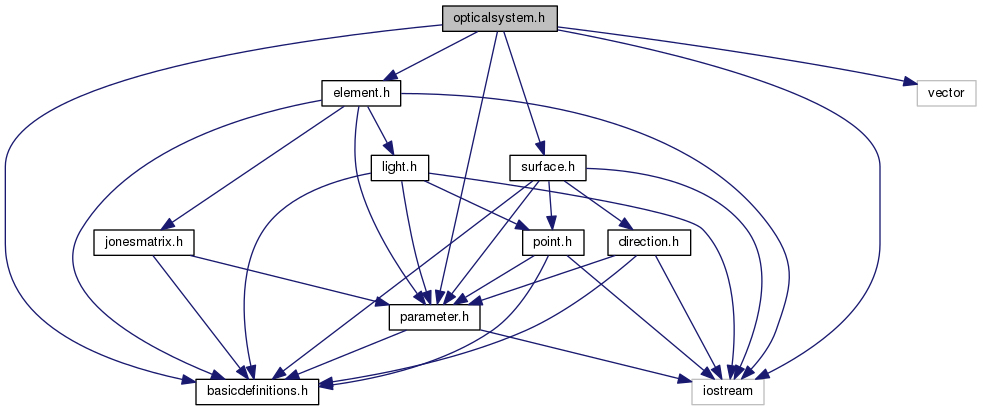 opticalsystem.h
element.h
vector
light.h
surface.h
jonesmatrix.h
point.h
direction.h
parameter.h
basicdefinitions.h
iostream